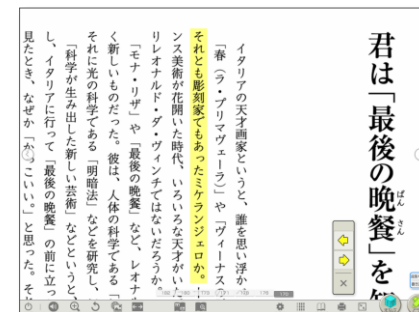 君は「最後の晩餐」を
ばんさん
イタリアの天才画家というと、誰を思い浮か
「春(ラ・プリマヴェーラ)」や「ヴィーナス
それとも彫刻家でもあったミケランジェロか。
ンス美術が花開いた時代、いろいろな天才がい
りレオナルド・ダ・ヴィンチではないだろうか。
「モナ・リザ」や「最後の晩餐」など、レオナ
く新しいものだった。彼は、人体の科学である「
それに光の科学である「明暗法」などを研究し、
「科学が生み出した新しい芸術」などというと、
し、イタリアに行って「最後の晩餐」の前に立っ
見たとき、なぜか「かっこいい。」と思った。そ